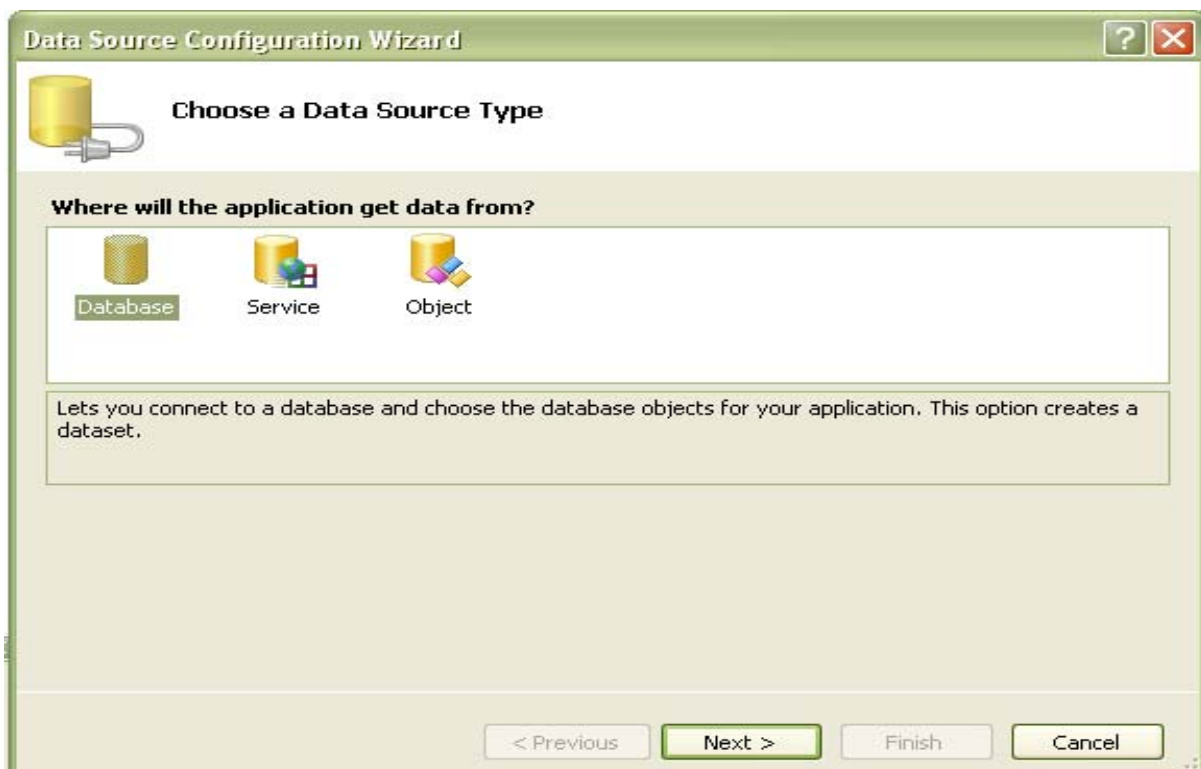 Data Source Configuration Wizard
Choose a Data Source Type
Where will the application get data from?
Database Service Object
Lets you connect to a database and choose the database objects for your application. This option creates a
dataset.
< Previous Next > Finish Cancel